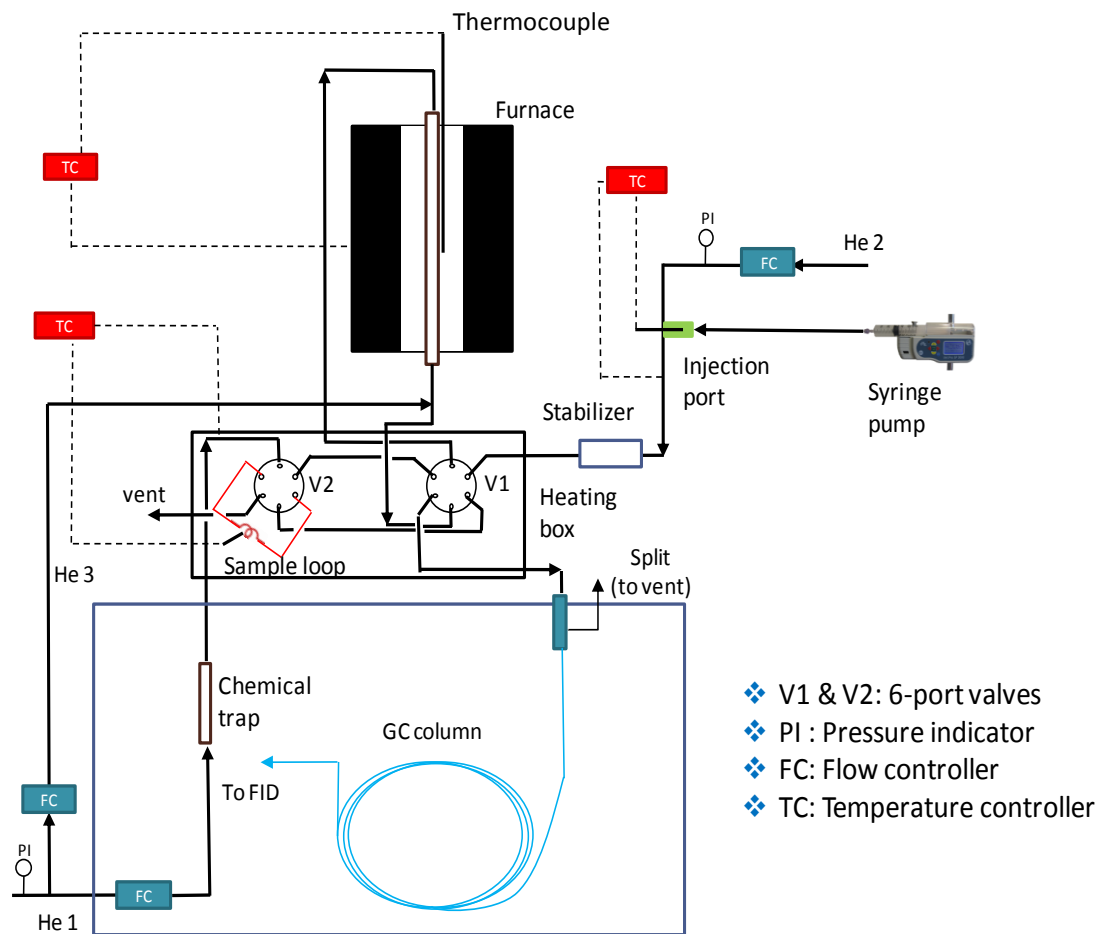 Thermocouple
Furnace
TC
TC
PI
He 2
FC
TC
Injection
port
Syringe
pump
Stabilizer
V2
V1
vent
Heating
box
Sample loop
Split
(to vent)
He 3
Chemical
trap
GC column
To FID
FC
PI
FC
He 1
❖ V1 & V2: 6-port valves
❖ PI : Pressure indicator
❖ FC: Flow controller
❖ TC: Temperature controller